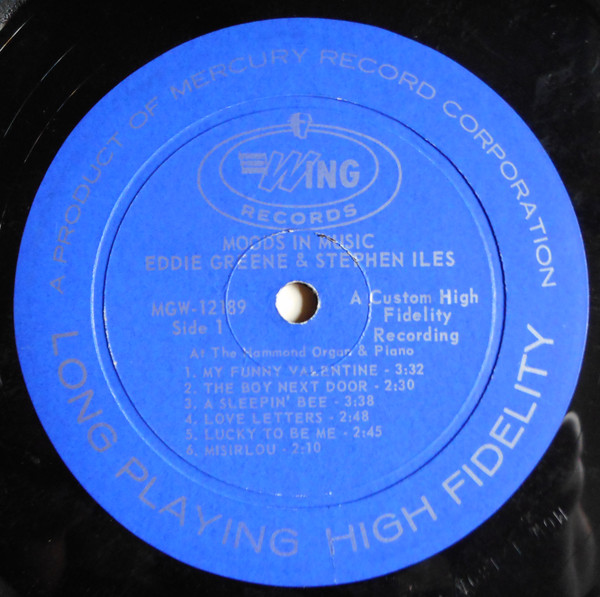 A PRODUCT OF MERCURY RECORD CORPORATION
WING
RECORDS
MOODS IN MUSIC
EDDIE GREENE & STEPHEN ILES
MGW-12189
Side 1
A Custom High
Fidelity
Recording
At The Hammond Organ & Piano
1. MY FUNNY VALENTINE - 3:32
2. THE BOY NEXT DOOR - 2:30
3. A SLEEPIN' BEE - 3:38
4. LOVE LETTERS - 2:48
5. LUCKY TO BE ME - 2:45
6. MISIRLOU - 2:10
LONG PLAYING HIGH FIDELITY